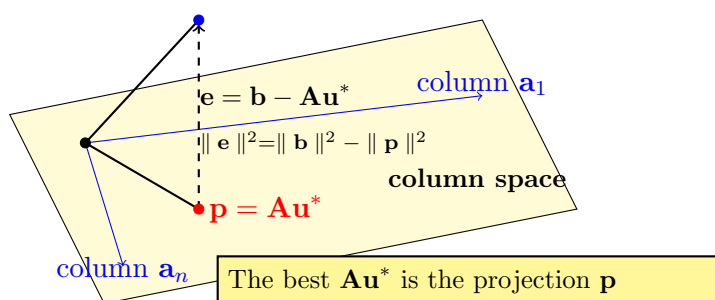 column 𝐚₁
𝐞 = 𝐛 − 𝐀𝐮*
‖ 𝐞 ‖²=‖ 𝐛 ‖² − ‖ 𝐩 ‖²
column space
𝐩 = 𝐀𝐮*
column 𝐚ₙ
The best 𝐀𝐮* is the projection 𝐩